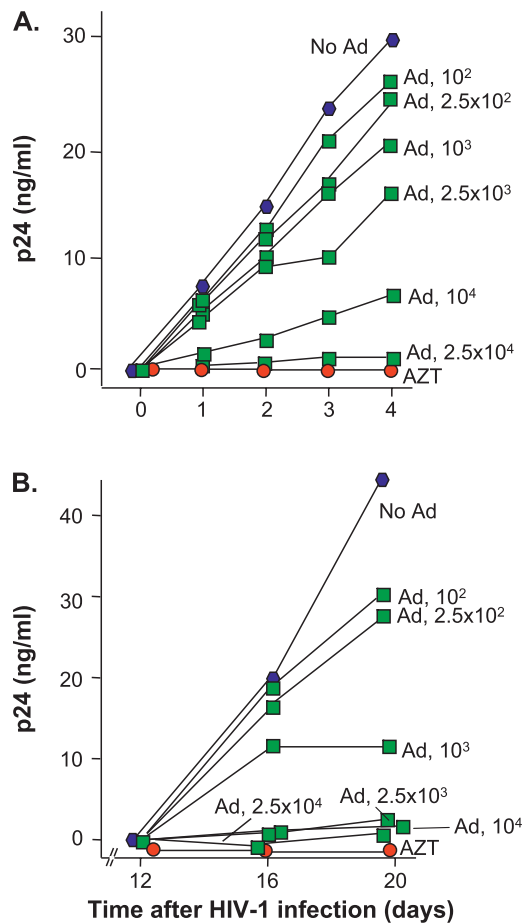 A.
30
20
10
0
p24 (ng/ml)
No Ad
Ad, 10²
Ad, 2.5x10²
Ad, 10³
Ad, 2.5x10³
Ad, 10⁴
Ad, 2.5x10⁴
AZT
0 1 2 3 4
B.
40
30
20
10
0
p24 (ng/ml)
No Ad
Ad, 10²
Ad, 2.5x10²
Ad, 10³
Ad, 2.5x10³
Ad, 2.5x10⁴
Ad, 10⁴
AZT
12 16 20
Time after HIV-1 infection (days)